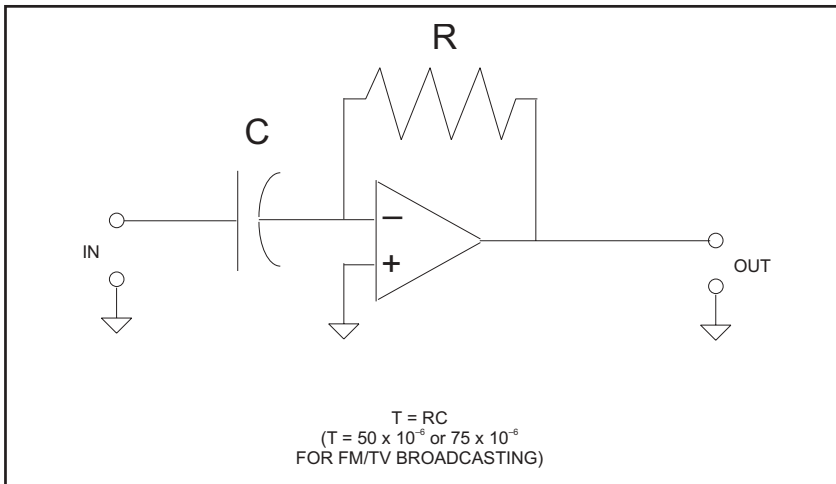 R
C
IN
−
+
OUT
T = RC
(T = 50 x 10⁻⁶ or 75 x 10⁻⁶
FOR FM/TV BROADCASTING)